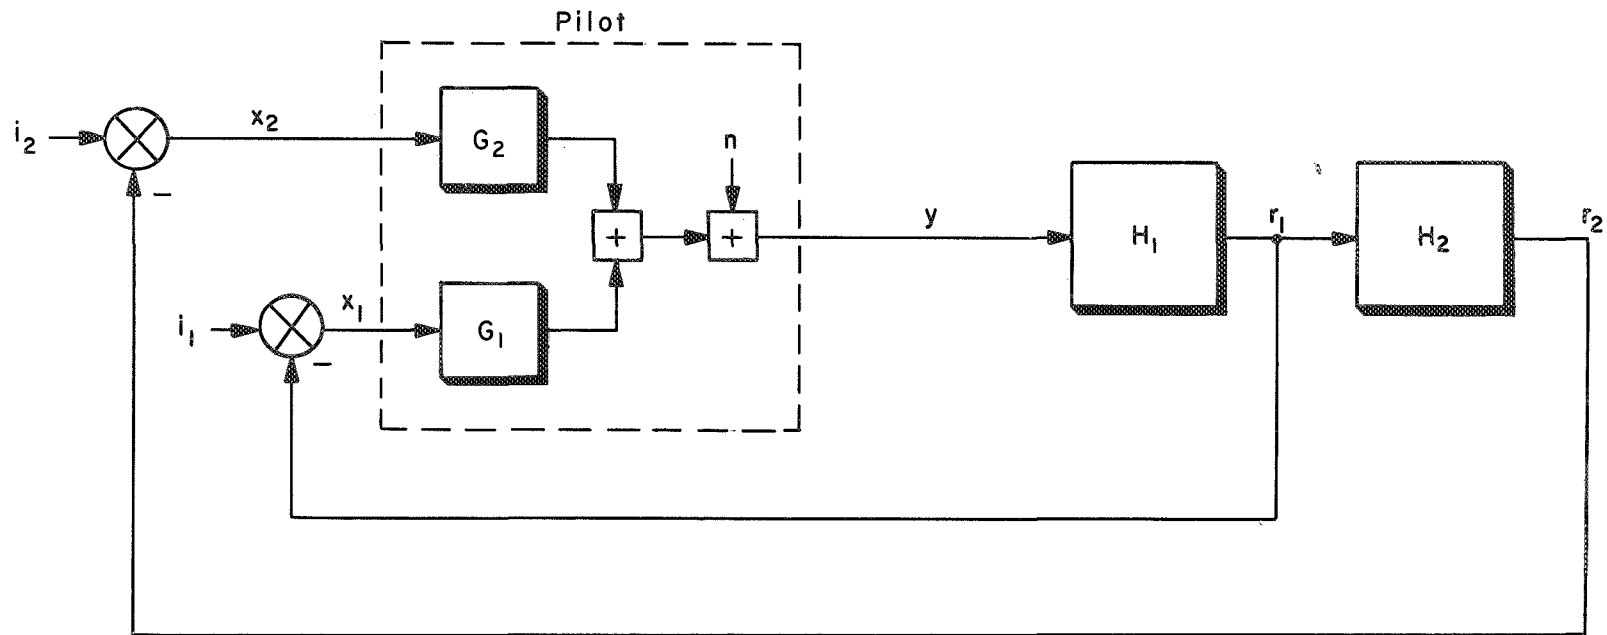 Pilot
i₂
x₂
G₂
n
y
H₁
r₁
H₂
r₂
−
+
+
i₁
x₁
G₁
−